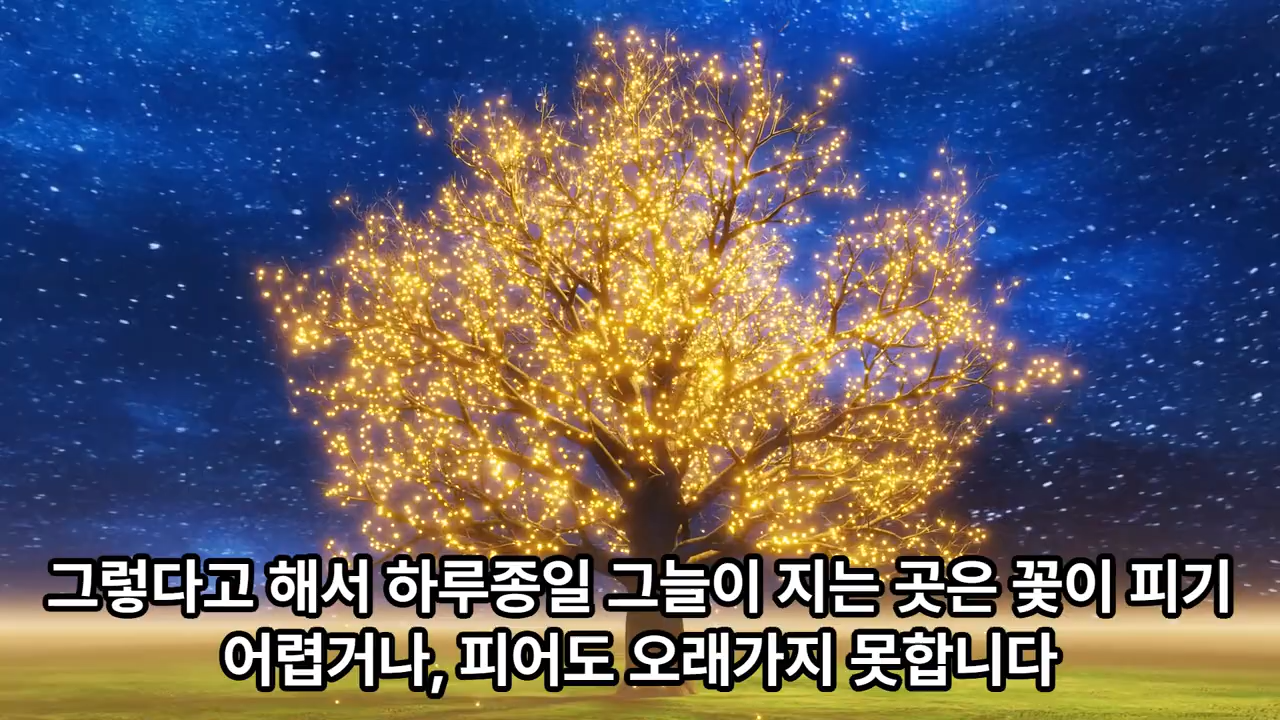 그렇다고 해서 하루종일 그늘이 지는 곳은 꽃이 피기
어렵거나, 피어도 오래가지 못합니다